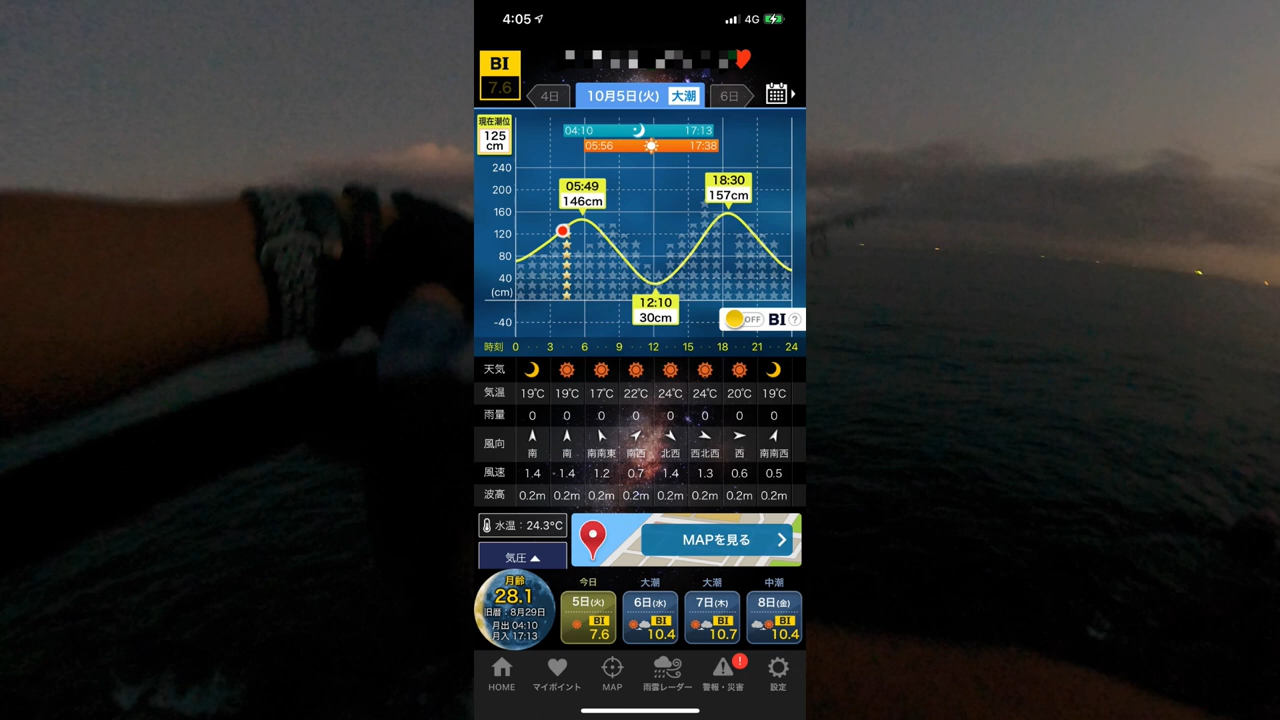 4:05
4G
BI
7.6
4日
10月5日(火) 大潮
6日
現在潮位
125
cm
04:10 17:13
05:56 17:38
240
200
160
120
80
40
(cm)
-40
05:49
146cm
18:30
157cm
12:10
30cm
OFF BI ?
時刻 0 3 6 9 12 15 18 21 24
天気
気温 19℃ 19℃ 17℃ 22℃ 24℃ 24℃ 20℃ 19℃
雨量 0 0 0 0 0 0 0 0
風向 南 南 南南東 南西 北西 西北西 西 南南西
風速 1.4 1.4 1.2 0.7 1.4 1.3 0.6 0.5
波高 0.2m 0.2m 0.2m 0.2m 0.2m 0.2m 0.2m 0.2m
水温：24.3℃
気圧
MAPを見る
月齢
28.1
旧暦：8月29日
月出 04:10
月入 17:13
今日
5日(火)
BI
7.6
大潮
6日(水)
BI
10.4
大潮
7日(木)
BI
10.7
中潮
8日(金)
BI
10.4
HOME マイポイント MAP 雨雲レーダー 警報・災害 設定